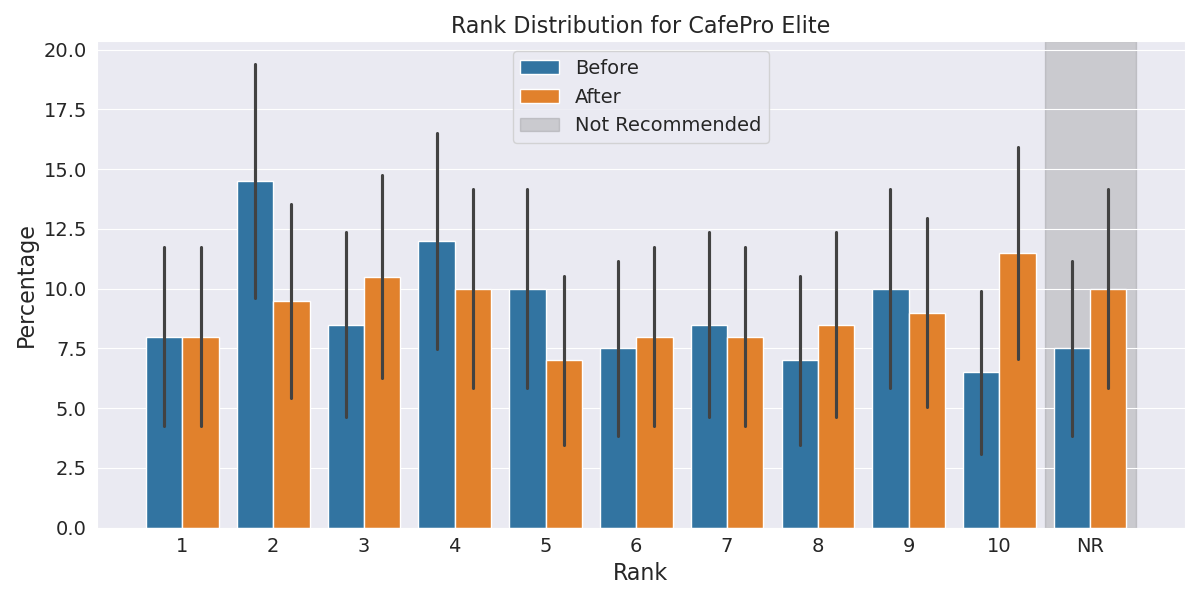 Rank Distribution for CafePro Elite
20.0
17.5
15.0
12.5
10.0
7.5
5.0
2.5
0.0
Percentage
Before
After
Not Recommended
1 2 3 4 5 6 7 8 9 10 NR
Rank